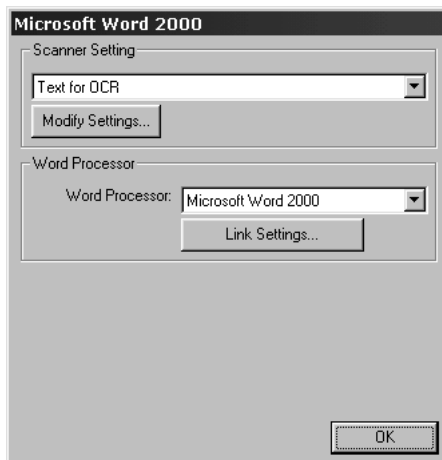 Microsoft Word 2000
Scanner Setting
Text for OCR
Modify Settings...
Word Processor
Word Processor: Microsoft Word 2000
Link Settings...
OK